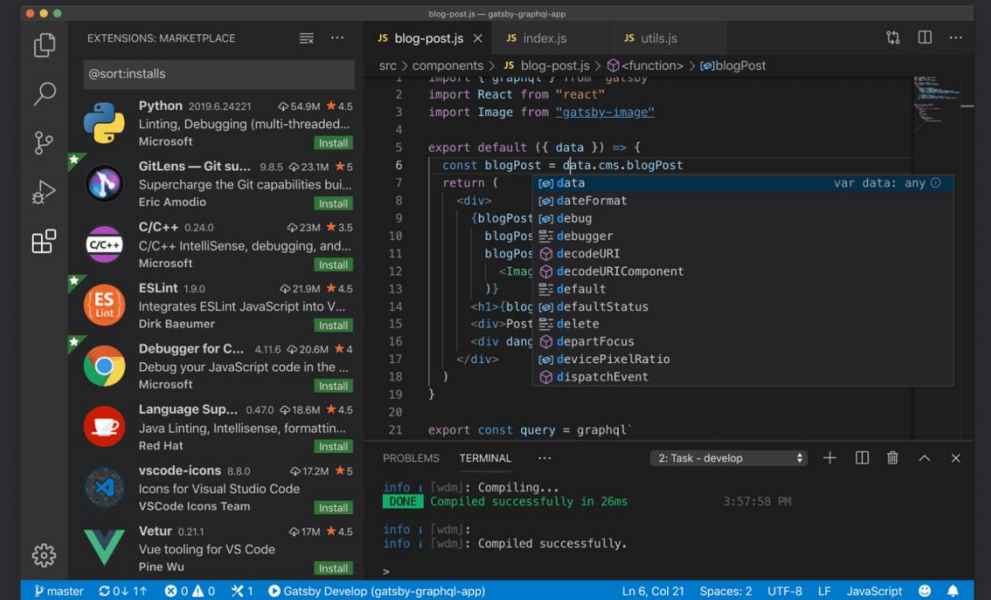 blog-post.js — gatsby-graphql-app
EXTENSIONS: MARKETPLACE
@sort:installs
Python 2019.6.24221 54.9M ★ 4.5
Linting, Debugging (multi-threaded...
Microsoft Install
GitLens — Git su... 9.8.5 23.1M ★ 5
Supercharge the Git capabilities bui...
Eric Amodio Install
C/C++
C/C++ 0.24.0 23M ★ 3.5
C/C++ IntelliSense, debugging, and...
Microsoft Install
ES
Lint
ESLint 1.9.0 21.9M ★ 4.5
Integrates ESLint JavaScript into V...
Dirk Baeumer Install
Debugger for C... 4.11.6 20.6M ★ 4
Debug your JavaScript code in the ...
Microsoft Install
Language Sup... 0.47.0 18.6M ★ 4.5
Java Linting, Intellisense, formattin...
Red Hat Install
vscode-icons 8.8.0 17.2M ★ 5
Icons for Visual Studio Code
VSCode Icons Team Install
Vetur 0.21.1 17M ★ 4.5
Vue tooling for VS Code
Pine Wu Install
JS blog-post.js × JS index.js JS utils.js ...
src > components > JS blog-post.js > <function> > blogPost
1 import { graphql } from "gatsby"
2 import React from "react"
3 import Image from "gatsby-image"
4
5 export default ({ data }) => {
6 const blogPost = data.cms.blogPost
7 return (
8 <div>
9 {blogPost
10 blogPos
11 blogPos
12 <Imag
13 )}
14 <h1>{blog
15 <div>Post
16 <div dang
17 </div>
18 )
19 }
20
21 export const query = graphql`
data var data: any
dateFormat
debug
debugger
decodeURI
decodeURIComponent
default
defaultStatus
delete
departFocus
devicePixelRatio
dispatchEvent
PROBLEMS TERMINAL ... 2: Task - develop
info i [wdm]: Compiling...
DONE Compiled successfully in 26ms 3:57:58 PM
info i [wdm]:
info i [wdm]: Compiled successfully.
>
master 0↓ 1↑ 0 0 1 Gatsby Develop (gatsby-graphql-app) Ln 6, Col 21 Spaces: 2 UTF-8 LF JavaScript